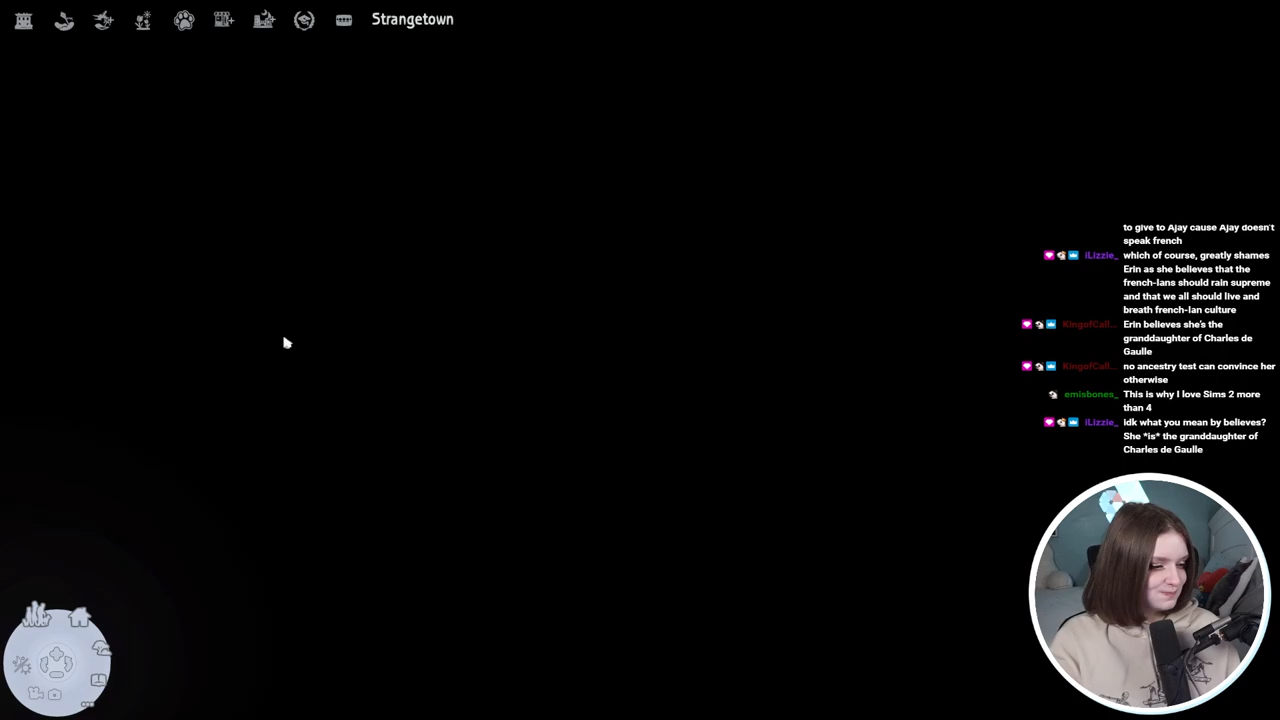 Strangetown
to give to Ajay cause Ajay doesn't
speak french
iLizzie_ which of course, greatly shames
Erin as she believes that the
french-lans should rain supreme
and that we all should live and
breath french-lan culture
KingofCall... Erin believes she's the
granddaughter of Charles de
Gaulle
KingofCall... no ancestry test can convince her
otherwise
emisbones_ This is why I love Sims 2 more
than 4
iLizzie_ idk what you mean by believes?
She *is* the granddaughter of
Charles de Gaulle